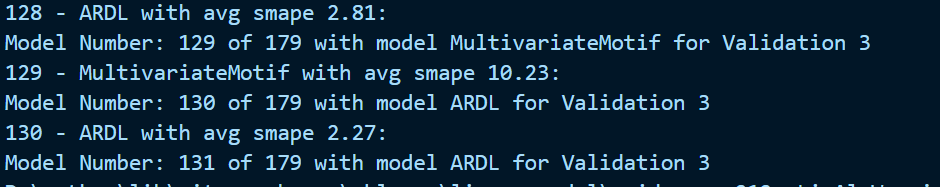 128 - ARDL with avg smape 2.81:
Model Number: 129 of 179 with model MultivariateMotif for Validation 3
129 - MultivariateMotif with avg smape 10.23:
Model Number: 130 of 179 with model ARDL for Validation 3
130 - ARDL with avg smape 2.27:
Model Number: 131 of 179 with model ARDL for Validation 3